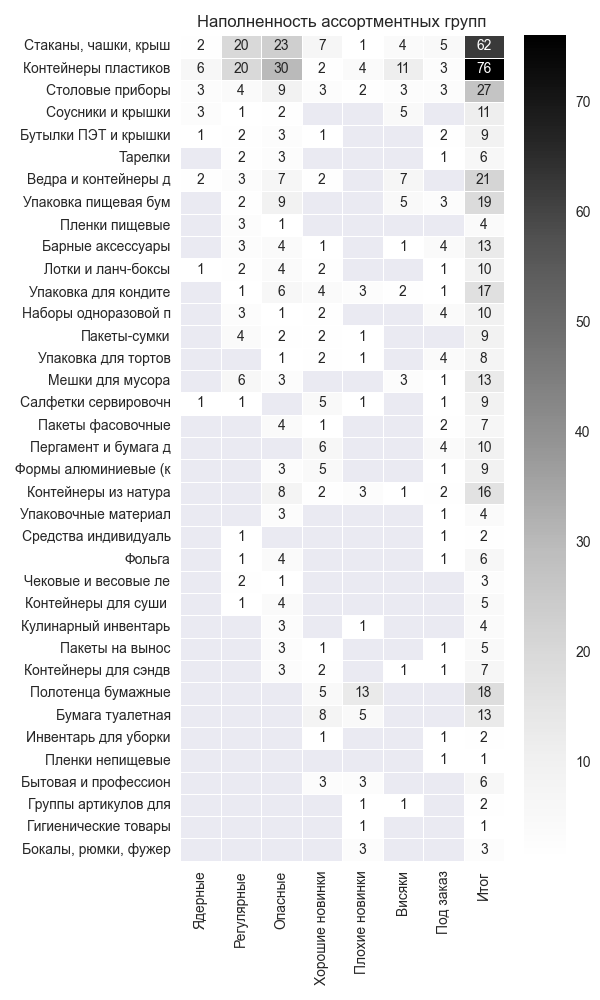 Наполненность ассортментных групп
Стаканы, чашки, крыш 2 20 23 7 1 4 5 62
Контейнеры пластиков 6 20 30 2 4 11 3 76
Столовые приборы 3 4 9 3 2 3 3 27
Соусники и крышки 3 1 2 5 11
Бутылки ПЭТ и крышки 1 2 3 1 2 9
Тарелки 2 3 1 6
Ведра и контейнеры д 2 3 7 2 7 21
Упаковка пищевая бум 2 9 5 3 19
Пленки пищевые 3 1 4
Барные аксессуары 3 4 1 1 4 13
Лотки и ланч-боксы 1 2 4 2 1 10
Упаковка для кондите 1 6 4 3 2 1 17
Наборы одноразовой п 3 1 2 4 10
Пакеты-сумки 4 2 2 1 9
Упаковка для тортов 1 2 1 4 8
Мешки для мусора 6 3 3 1 13
Салфетки сервировочн 1 1 5 1 1 9
Пакеты фасовочные 4 1 2 7
Пергамент и бумага д 6 4 10
Формы алюминиевые (к 3 5 1 9
Контейнеры из натура 8 2 3 1 2 16
Упаковочные материал 3 1 4
Средства индивидуаль 1 1 2
Фольга 1 4 1 6
Чековые и весовые ле 2 1 3
Контейнеры для суши 1 4 5
Кулинарный инвентарь 3 1 4
Пакеты на вынос 3 1 1 5
Контейнеры для сэндв 3 2 1 1 7
Полотенца бумажные 5 13 18
Бумага туалетная 8 5 13
Инвентарь для уборки 1 1 2
Пленки непищевые 1 1
Бытовая и профессион 3 3 6
Группы артикулов для 1 1 2
Гигиенические товары 1 1
Бокалы, рюмки, фужер 3 3
Ядерные
Регулярные
Опасные
Хорошие новинки
Плохие новинки
Висяки
Под заказ
Итог
70
60
50
40
30
20
10